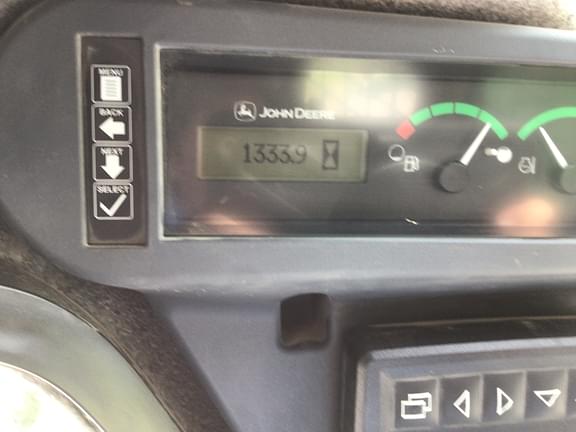 MENU
BACK
NEXT
SELECT
JOHN DEERE
1333.9